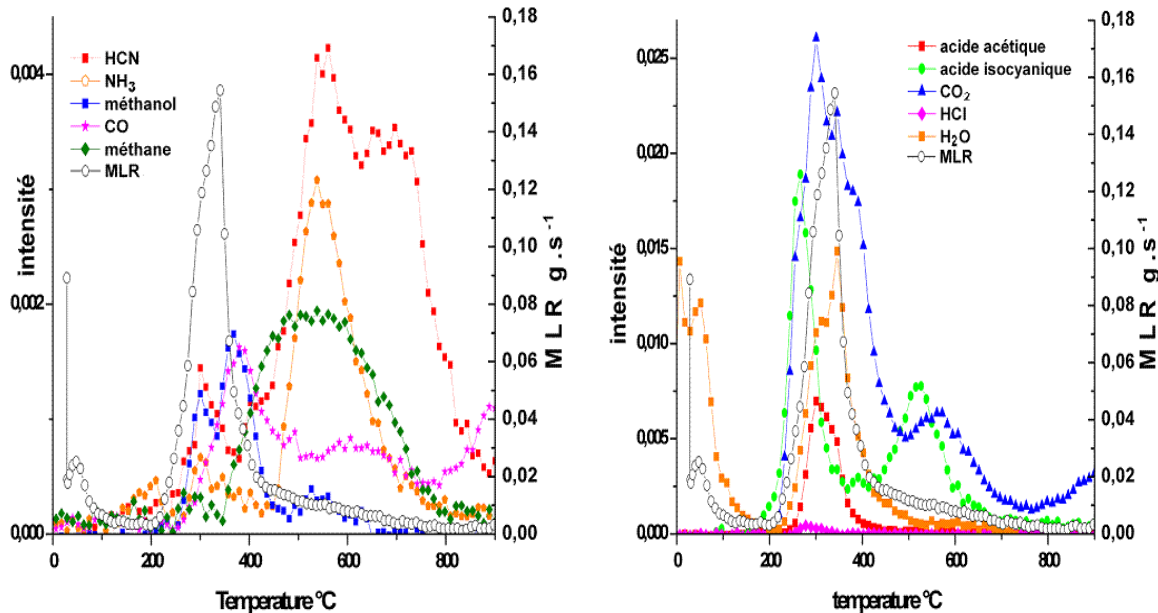 HCN
NH3
méthanol
CO
méthane
MLR
intensité
0,004
0,002
0,000
0,18
0,16
0,14
0,12
0,10
0,08
0,06
0,04
0,02
0,00
MLR g.s-1
0 200 400 600 800
Temperature °C
acide acétique
acide isocyanique
CO2
HCl
H2O
MLR
intensité
0,025
0,020
0,015
0,010
0,005
0,000
0,18
0,16
0,14
0,12
0,10
0,08
0,06
0,04
0,02
0,00
MLR g.s-1
0 200 400 600 800
temperature °C